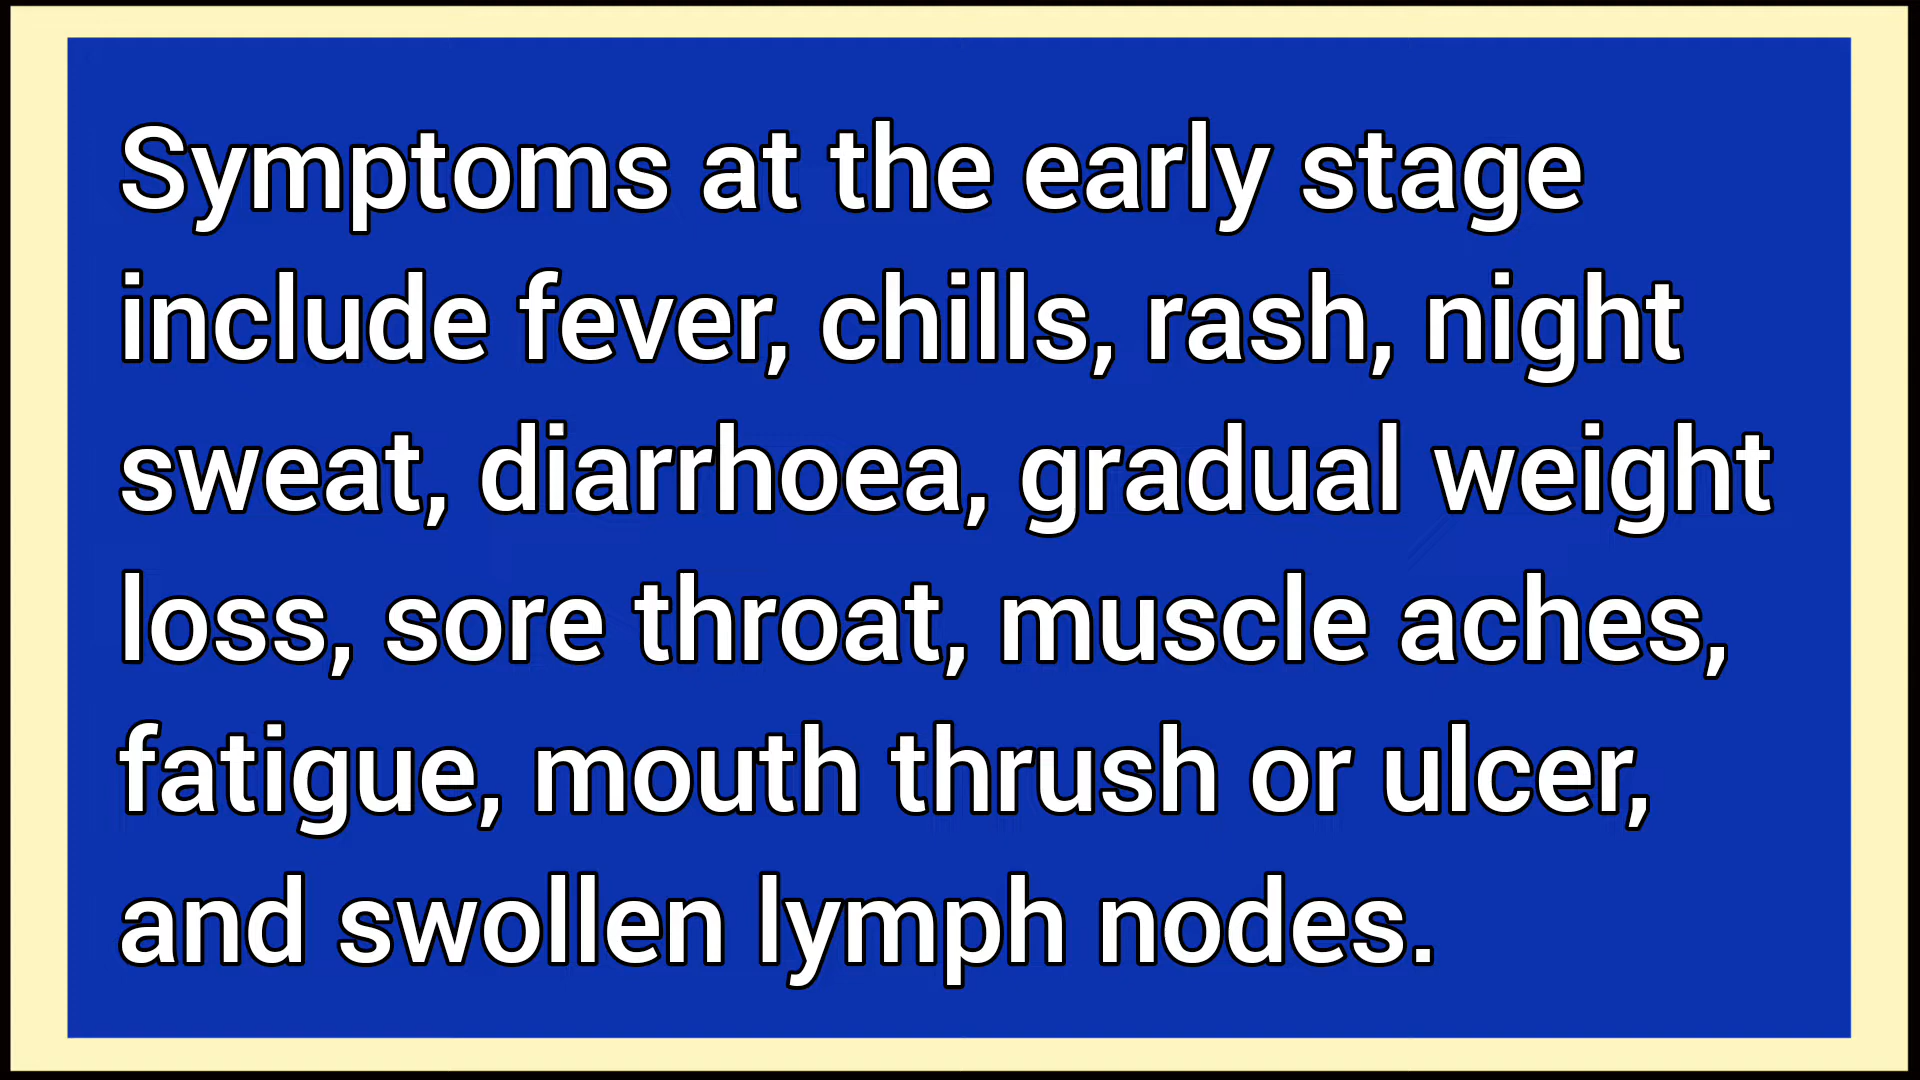 Symptoms at the early stage
include fever, chills, rash, night
sweat, diarrhoea, gradual weight
loss, sore throat, muscle aches,
fatigue, mouth thrush or ulcer,
and swollen lymph nodes.